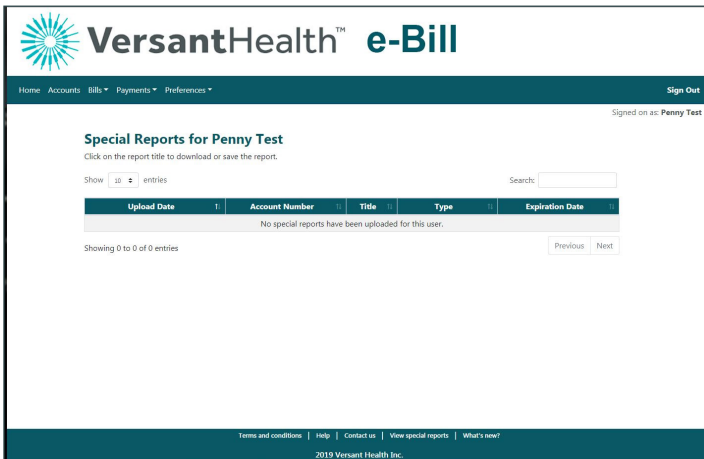 VersantHealth™ e-Bill
Home Accounts Bills Payments Preferences Sign Out
Signed on as: Penny Test
Special Reports for Penny Test
Click on the report title to download or save the report.
Show 10 entries Search:
Upload Date Account Number Title Type Expiration Date
No special reports have been uploaded for this user.
Showing 0 to 0 of 0 entries Previous Next
Terms and conditions | Help | Contact us | View special reports | What's new?
2019 Versant Health Inc.